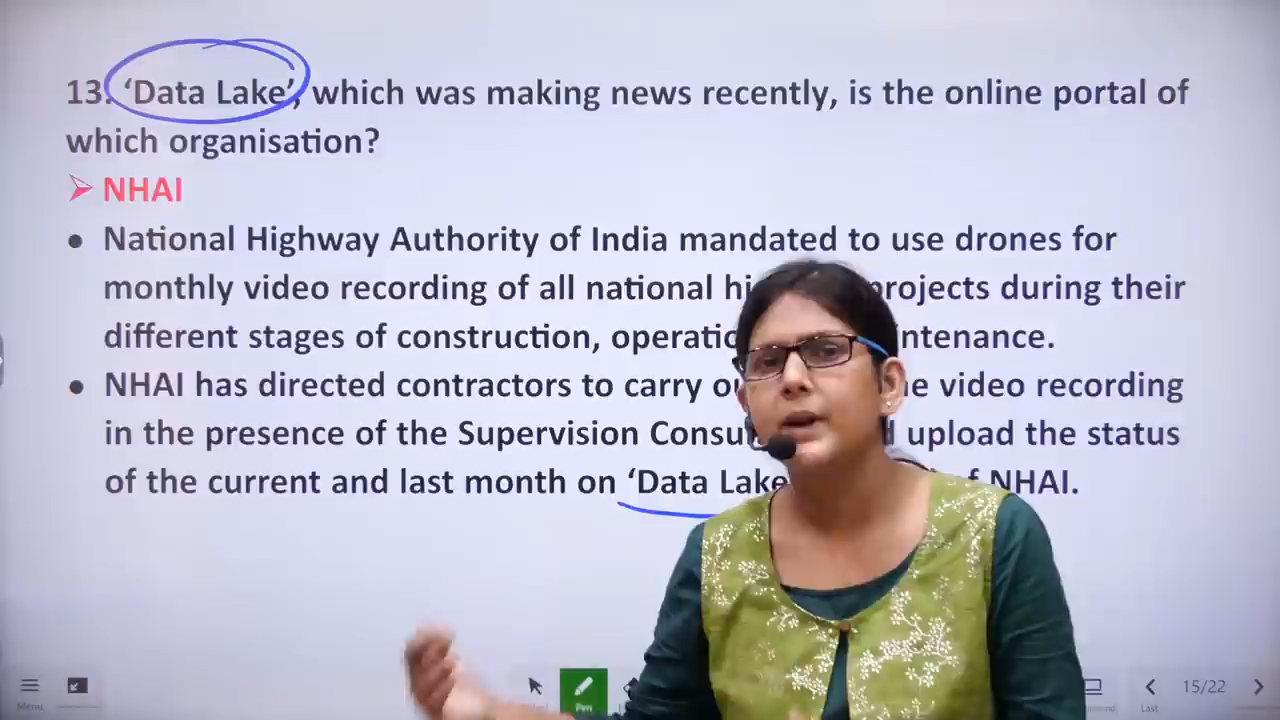 13. ‘Data Lake’, which was making news recently, is the online portal of
which organisation?
➢ NHAI
• National Highway Authority of India mandated to use drones for
monthly video recording of all national projects during their
different stages of construction,
• NHAI has directed contractors to carry video recording
in the presence of the Supervision upload the status
of the current and last month on ‘Data Lake NHAI.
Menu
Pen
15/22
Last